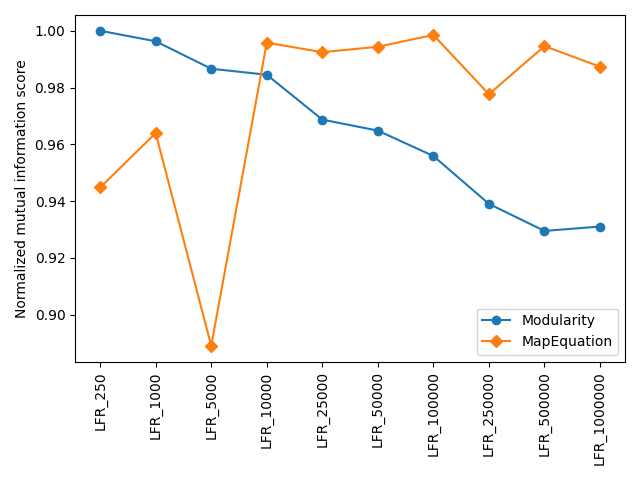 Normalized mutual information score
1.00
0.98
0.96
0.94
0.92
0.90
LFR_250
LFR_1000
LFR_5000
LFR_10000
LFR_25000
LFR_50000
LFR_100000
LFR_250000
LFR_500000
LFR_1000000
Modularity
MapEquation